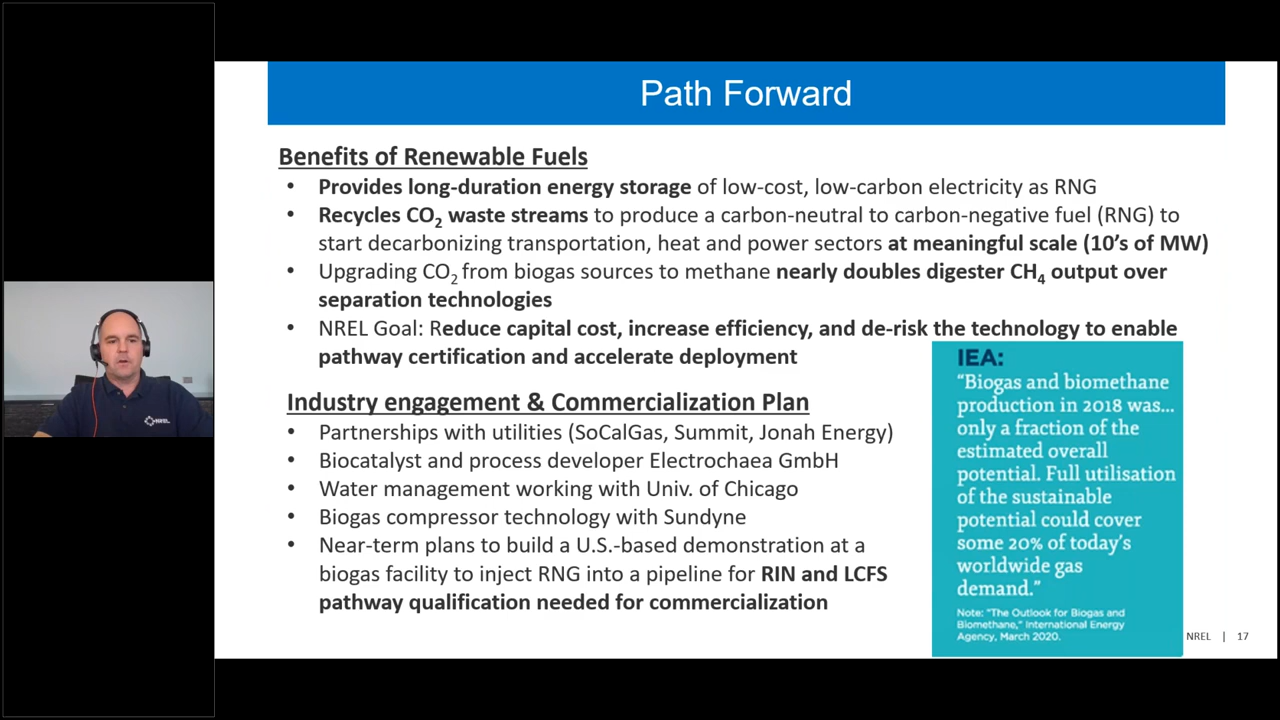 Path Forward
Benefits of Renewable Fuels
• Provides long-duration energy storage of low-cost, low-carbon electricity as RNG
• Recycles CO2 waste streams to produce a carbon-neutral to carbon-negative fuel (RNG) to
start decarbonizing transportation, heat and power sectors at meaningful scale (10’s of MW)
• Upgrading CO2 from biogas sources to methane nearly doubles digester CH4 output over
separation technologies
• NREL Goal: Reduce capital cost, increase efficiency, and de-risk the technology to enable
pathway certification and accelerate deployment
Industry engagement & Commercialization Plan
• Partnerships with utilities (SoCalGas, Summit, Jonah Energy)
• Biocatalyst and process developer Electrochaea GmbH
• Water management working with Univ. of Chicago
• Biogas compressor technology with Sundyne
• Near-term plans to build a U.S.-based demonstration at a
biogas facility to inject RNG into a pipeline for RIN and LCFS
pathway qualification needed for commercialization
IEA:
“Biogas and biomethane
production in 2018 was...
only a fraction of the
estimated overall
potential. Full utilisation
of the sustainable
potential could cover
some 20% of today’s
worldwide gas
demand.”
Note: “The Outlook for Biogas and
Biomethane,” International Energy
Agency, March 2020.
NREL | 17
NREL